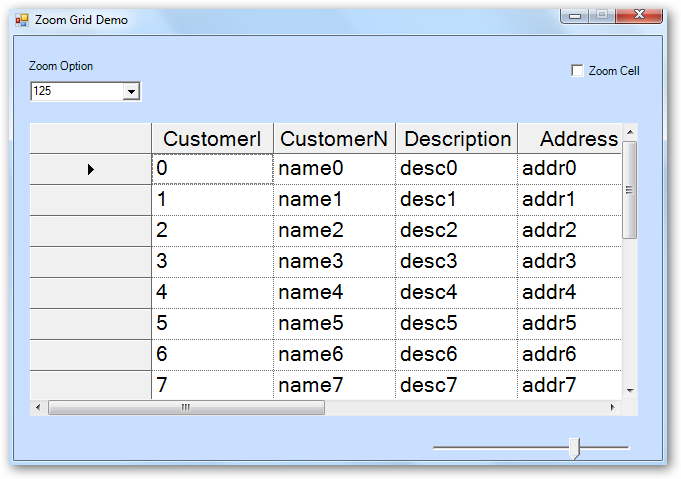 Zoom Grid Demo
Zoom Option
Zoom Cell
125
CustomerI CustomerN Description Address
0 name0 desc0 addr0
1 name1 desc1 addr1
2 name2 desc2 addr2
3 name3 desc3 addr3
4 name4 desc4 addr4
5 name5 desc5 addr5
6 name6 desc6 addr6
7 name7 desc7 addr7